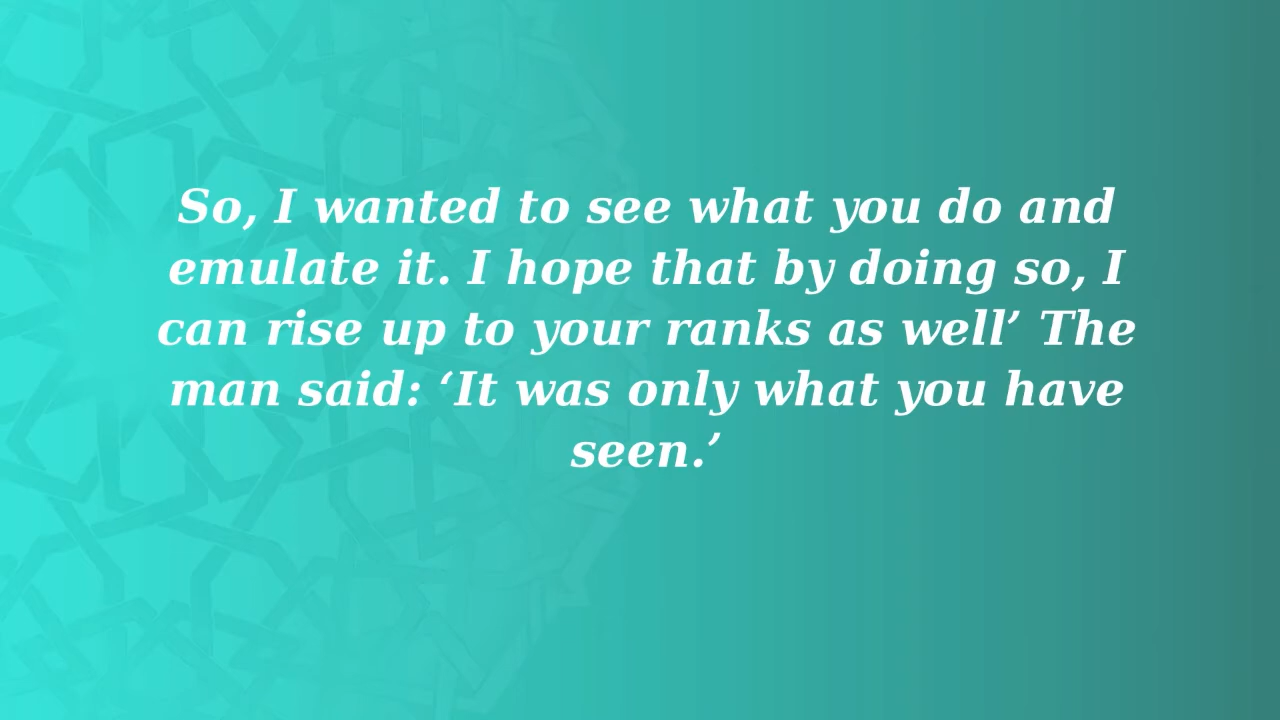 So, I wanted to see what you do and
emulate it. I hope that by doing so, I
can rise up to your ranks as well’ The
man said: ‘It was only what you have
seen.’